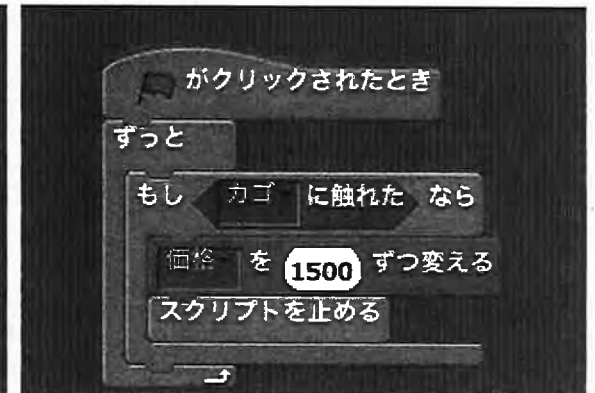 がクリックされたとき
ずっと
もし カゴ に触れた なら
価格 を 1500 ずつ変える
スクリプトを止める